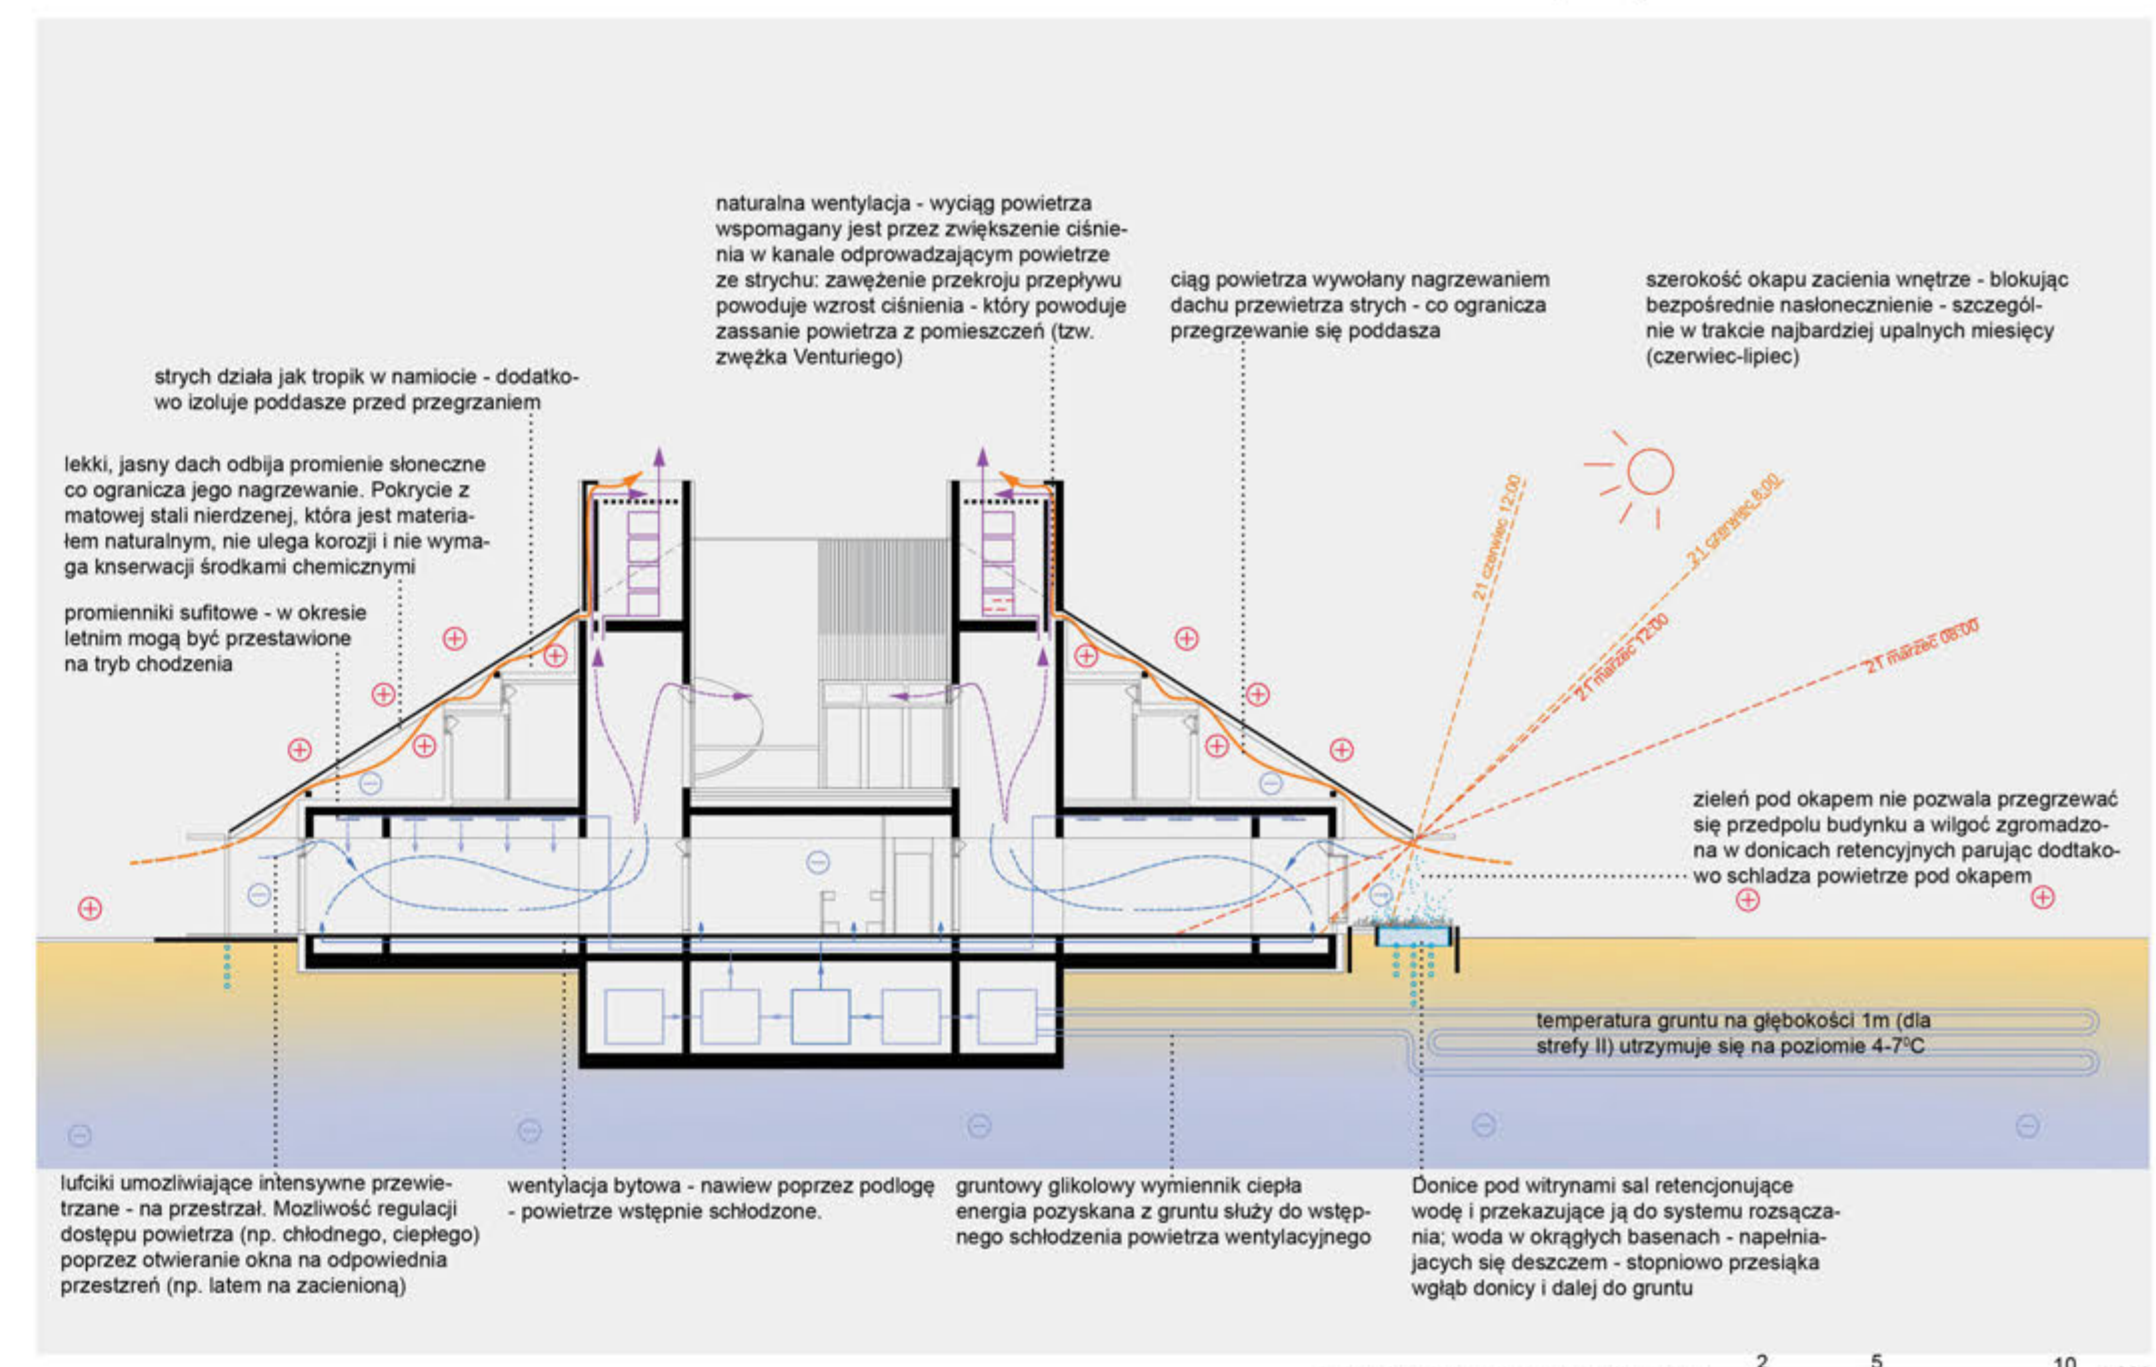 naturalna wentylacja - wyciąg powietrza
wspomagany jest przez zwiększenie ciśnie-
nia w kanale odprowadzającym powietrze
ze strychu: zawężenie przekroju przepływu
powoduje wzrost ciśnienia - który powoduje
zassanie powietrza z pomieszczeń (tzw.
zwężka Venturiego)
ciąg powietrza wywołany nagrzewaniem
dachu przewietrza strych - co ogranicza
przegrzewanie się poddasza
szerokość okapu zacienia wnętrze - blokując
bezpośrednie nasłonecznienie - szczegól-
nie w trakcie najbardziej upalnych miesięcy
(czerwiec-lipiec)
strych działa jak tropik w namiocie - dodatko-
wo izoluje poddasze przed przegrzaniem
lekki, jasny dach odbija promienie słoneczne
co ogranicza jego nagrzewanie. Pokrycie z
matowej stali nierdzenej, która jest materia-
łem naturalnym, nie ulega korozji i nie wyma-
ga knserwacji środkami chemicznymi
promienniki sufitowe - w okresie
letnim mogą być przestawione
na tryb chodzenia
21 czerwiec 12:00
21 czerwiec 8:00
21 marzec 12:00
21 marzec 08:00
zieleń pod okapem nie pozwala przegrzewać
się przedpolu budynku a wilgoć zgromadzo-
na w donicach retencyjnych parując dodtako-
wo schladza powietrze pod okapem
temperatura gruntu na głębokości 1m (dla
strefy II) utrzymuje się na poziomie 4-7⁰C
lufciki umozliwiające intensywne przewie-
trzane - na przestrzał. Mozliwość regulacji
dostępu powietrza (np. chłodnego, ciepłego)
poprzez otwieranie okna na odpowiednia
przestzreń (np. latem na zacienioną)
wentylacja bytowa - nawiew poprzez podlogę
- powietrze wstępnie schłodzone.
gruntowy glikolowy wymiennik ciepła
energia pozyskana z gruntu służy do wstęp-
nego schłodzenia powietrza wentylacyjnego
Donice pod witrynami sal retencjonujące
wodę i przekazujące ją do systemu rozsącza-
nia; woda w okrągłych basenach - napełnia-
jacych się deszczem - stopniowo przesiąka
wgłąb donicy i dalej do gruntu
2 5 10